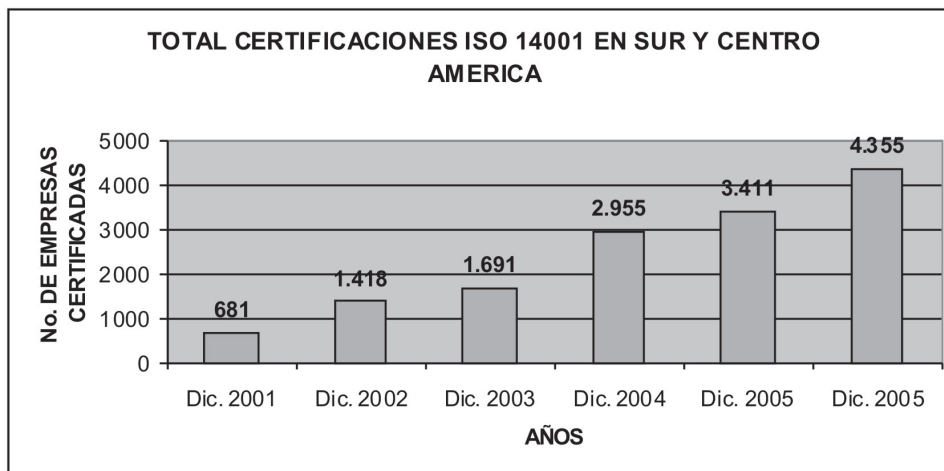 TOTAL CERTIFICACIONES ISO 14001 EN SUR Y CENTRO
AMERICA
No. DE EMPRESAS
CERTIFICADAS
5000
4000
3000
2000
1000
0
681
1.418
1.691
2.955
3.411
4.355
Dic. 2001
Dic. 2002
Dic. 2003
Dic. 2004
Dic. 2005
Dic. 2005
AÑOS